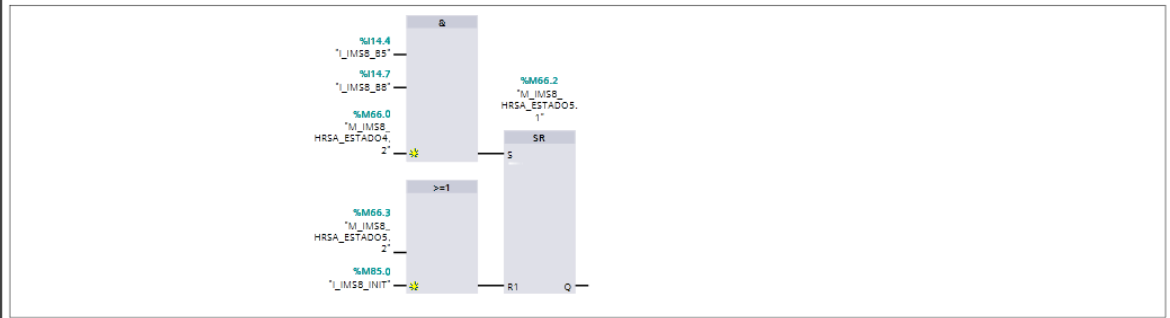 &
%I14.4
"I_IMS8_B5"
%I14.7
"I_IMS8_B8"
%M66.0
"M_IMS8_
HRSA_ESTADO4.
2"
%M66.2
"M_IMS8_
HRSA_ESTADO5.
1"
SR
S
>=1
%M66.3
"M_IMS8_
HRSA_ESTADO5.
2"
%M85.0
"I_IMS8_INIT"
R1
Q